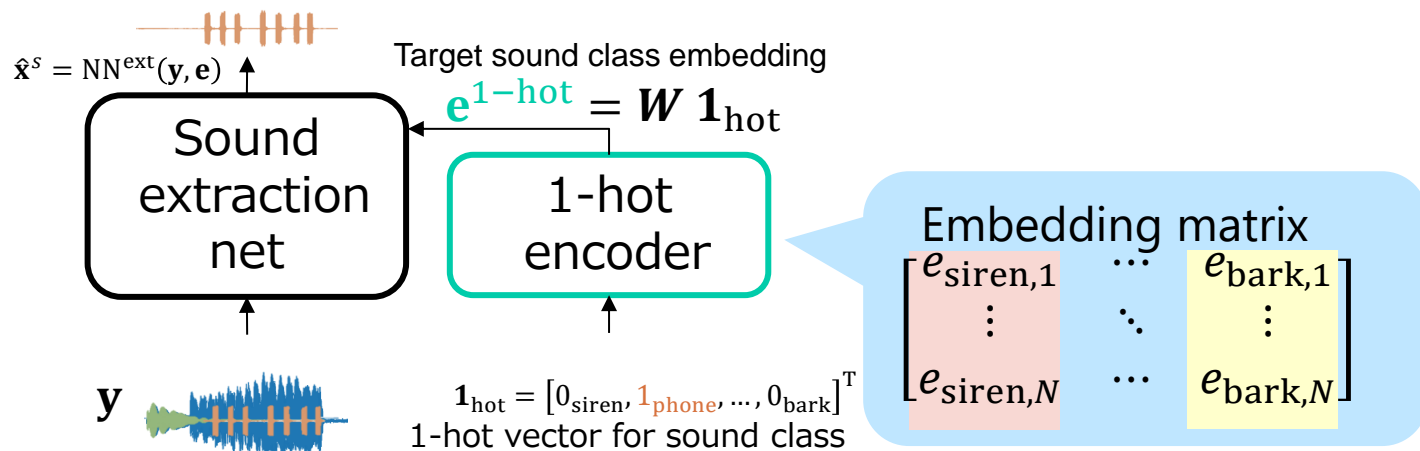 x̂ˢ = NNᵉˣᵗ(y, e)
Target sound class embedding
e¹⁻ʰᵒᵗ = W 1ₕₒₜ
Sound
extraction
net
1-hot
encoder
Embedding matrix
[e_siren,1 ⋯ e_bark,1]
⋮ ⋱ ⋮
[e_siren,N ⋯ e_bark,N]
y
1_hot = [0_siren, 1_phone, …, 0_bark]ᵀ
1-hot vector for sound class